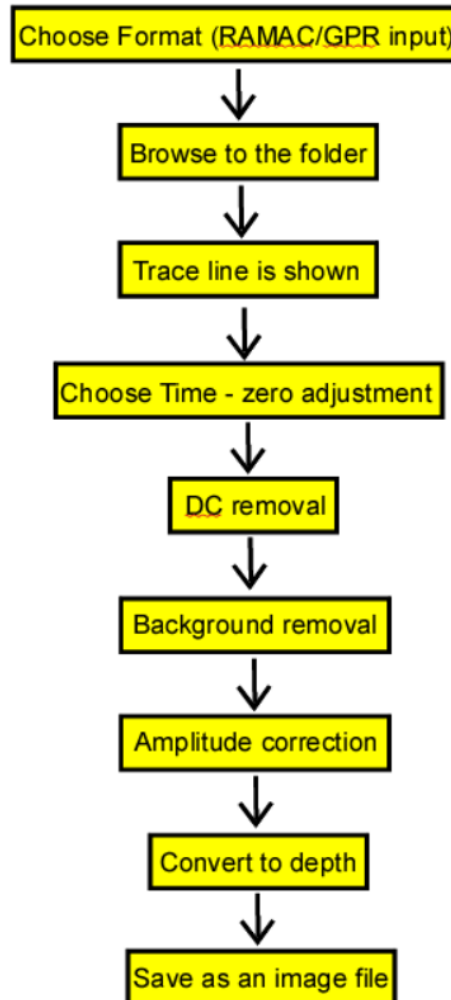 Choose Format (RAMAC/GPR input)
Browse to the folder
Trace line is shown
Choose Time - zero adjustment
DC removal
Background removal
Amplitude correction
Convert to depth
Save as an image file